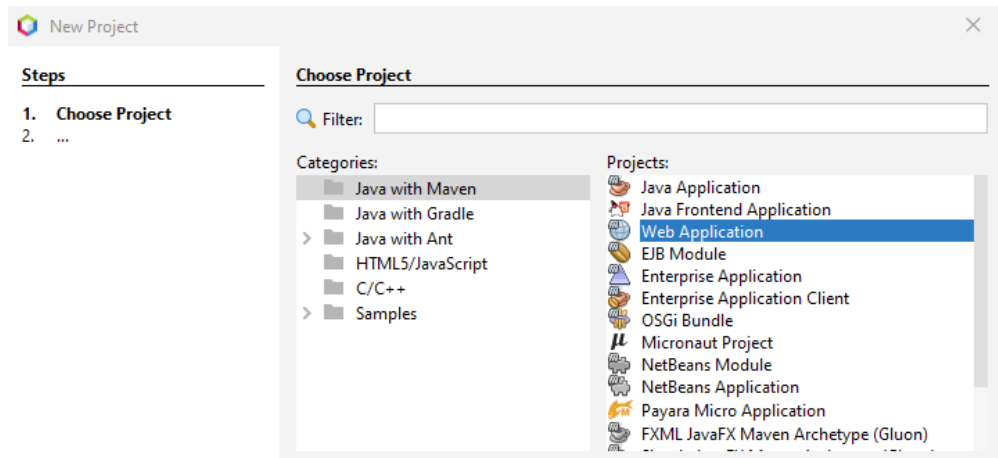 New Project
Steps
Choose Project
1. Choose Project
2. ...
Filter:
Categories:
Java with Maven
Java with Gradle
Java with Ant
HTML5/JavaScript
C/C++
Samples
Projects:
Java Application
Java Frontend Application
Web Application
EJB Module
Enterprise Application
Enterprise Application Client
OSGi Bundle
Micronaut Project
NetBeans Module
NetBeans Application
Payara Micro Application
FXML JavaFX Maven Archetype (Gluon)